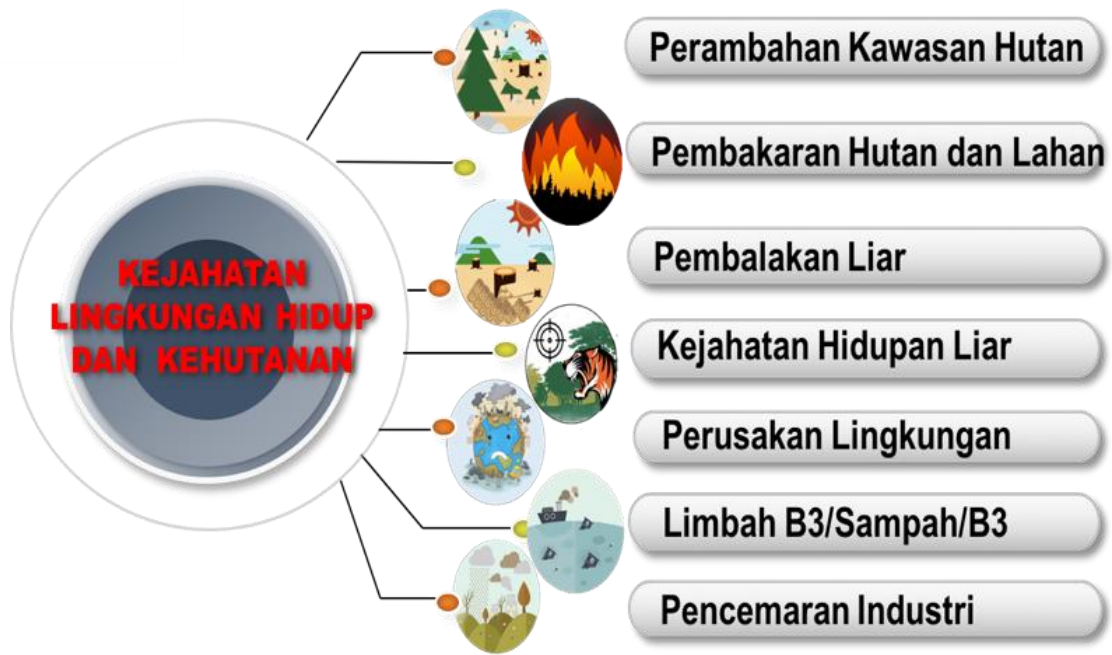 KEJAHATAN
LINGKUNGAN HIDUP
DAN KEHUTANAN
Perambahan Kawasan Hutan
Pembakaran Hutan dan Lahan
Pembalakan Liar
Kejahatan Hidupan Liar
Perusakan Lingkungan
Limbah B3/Sampah/B3
Pencemaran Industri